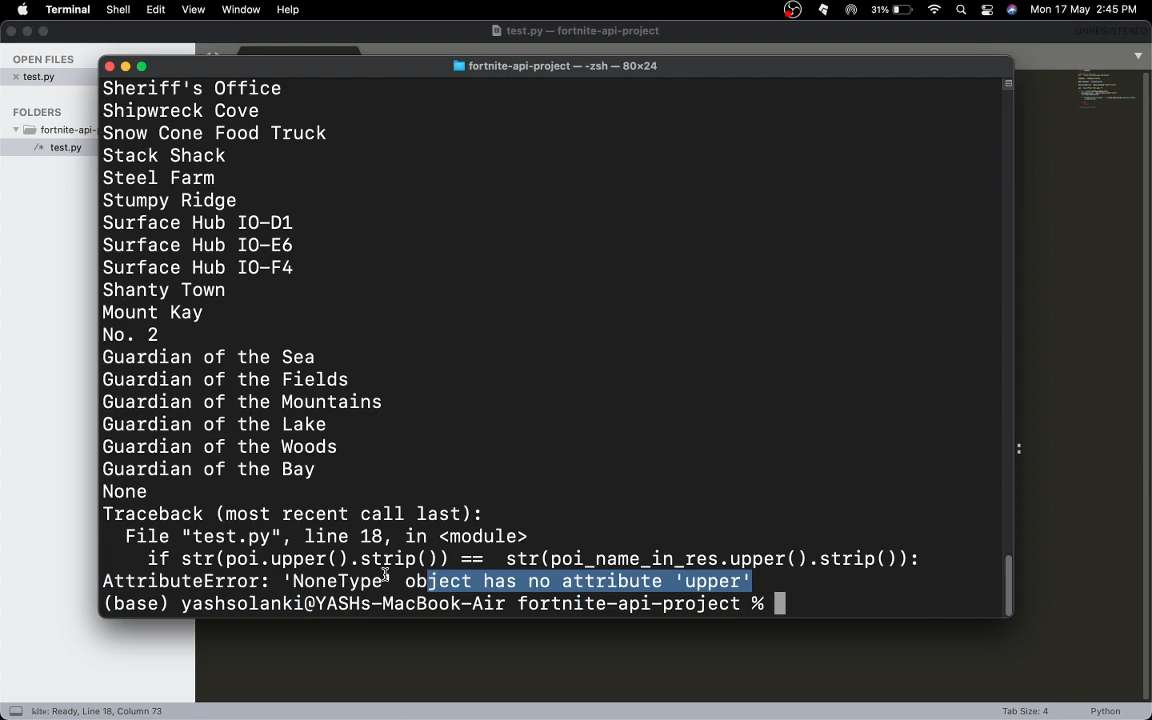 Terminal Shell Edit View Window Help 31% Mon 17 May 2:45 PM
test.py — fortnite-api-project UNREGISTERED
OPEN FILES
test.py
FOLDERS
fortnite-api-
test.py
fortnite-api-project — -zsh — 80×24
Sheriff's Office
Shipwreck Cove
Snow Cone Food Truck
Stack Shack
Steel Farm
Stumpy Ridge
Surface Hub IO-D1
Surface Hub IO-E6
Surface Hub IO-F4
Shanty Town
Mount Kay
No. 2
Guardian of the Sea
Guardian of the Fields
Guardian of the Mountains
Guardian of the Lake
Guardian of the Woods
Guardian of the Bay
None
Traceback (most recent call last):
File "test.py", line 18, in <module>
if str(poi.upper().strip()) == str(poi_name_in_res.upper().strip()):
AttributeError: 'NoneType' object has no attribute 'upper'
(base) yashsolanki@YASHs-MacBook-Air fortnite-api-project %
kite: Ready, Line 18, Column 73 Tab Size: 4 Python